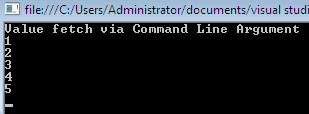 file:///C:/Users/Administrator/documents/visual studi
Value fetch via Command Line Argument
1
2
3
4
5